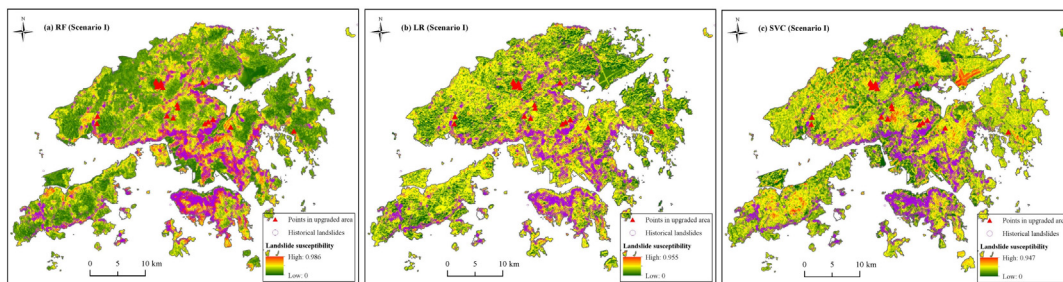 N
(a) RF (Scenario I)
Points in upgraded area
Historical landslides
Landslide susceptibility
High: 0.986
Low: 0
0 5 10 km
N
(b) LR (Scenario I)
Points in upgraded area
Historical landslides
Landslide susceptibility
High: 0.955
Low: 0
0 5 10 km
N
(c) SVC (Scenario I)
Points in upgraded area
Historical landslides
Landslide susceptibility
High: 0.947
Low: 0
0 5 10 km